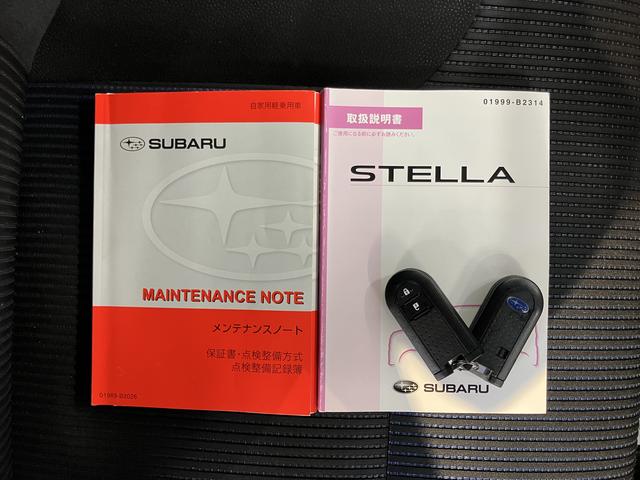 自家用軽乗用車
SUBARU
MAINTENANCE NOTE
メンテナンスノート
保証書・点検整備方式
点検整備記録簿
01999-B2026
01999-B2314
取扱説明書
ご使用になる前に必ずお読みください。
STELLA
SUBARU